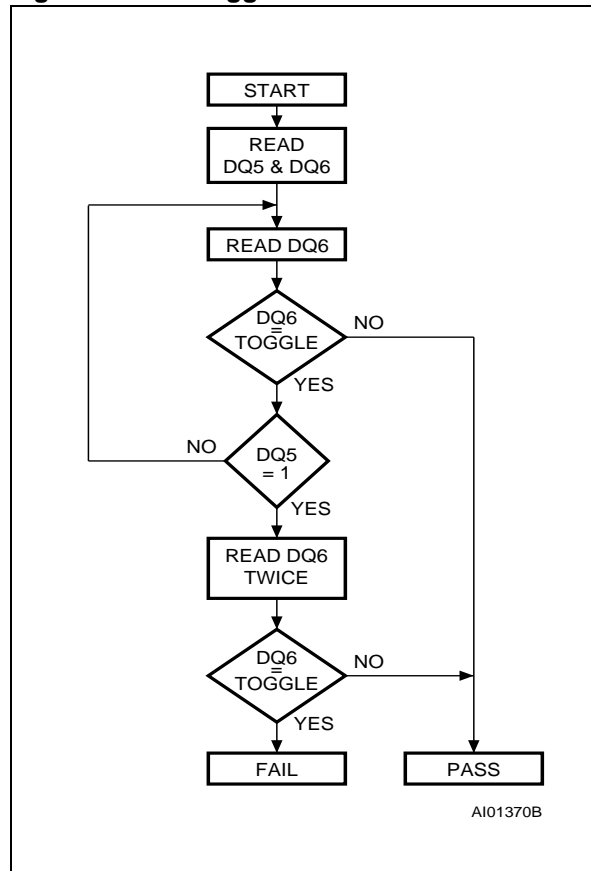 START
READ
DQ5 & DQ6
READ DQ6
DQ6
=
TOGGLE
NO
YES
NO
DQ5
= 1
YES
READ DQ6
TWICE
DQ6
=
TOGGLE
NO
YES
FAIL
PASS
AI01370B